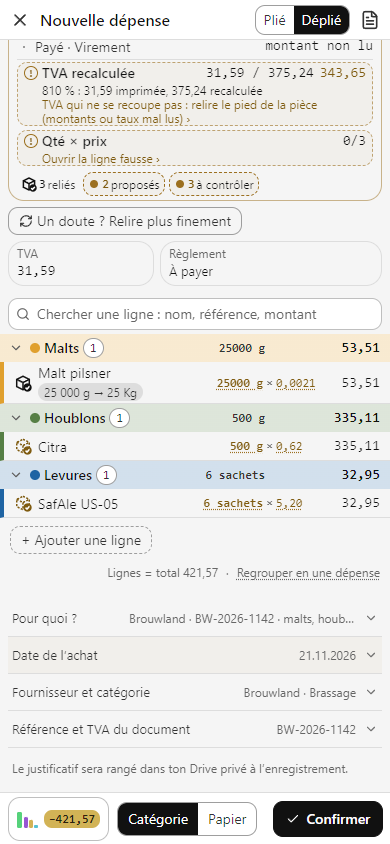 Nouvelle dépense
Plié
Déplié
· Payé · Virement
montant non lu
TVA recalculée
31,59 / 375,24 343,65
810 % : 31,59 imprimée, 375,24 recalculée
TVA qui ne se recoupe pas : relire le pied de la pièce
(montants ou taux mal lus) ›
Qté × prix
0/3
Ouvrir la ligne fausse ›
3 reliés
2 proposés
3 à contrôler
Un doute ? Relire plus finement
TVA
31,59
Règlement
À payer
Chercher une ligne : nom, référence, montant
Malts 1
25000 g
53,51
Malt pilsner
25000 g × 0,0021
53,51
25 000 g → 25 Kg
Houblons 1
500 g
335,11
Citra
500 g × 0,62
335,11
Levures 1
6 sachets
32,95
SafAle US-05
6 sachets × 5,20
32,95
+ Ajouter une ligne
Lignes = total 421,57 · Regrouper en une dépense
Pour quoi ?
Brouwland · BW-2026-1142 · malts, houb...
Date de l'achat
21.11.2026
Fournisseur et catégorie
Brouwland · Brassage
Référence et TVA du document
BW-2026-1142
Le justificatif sera rangé dans ton Drive privé à l'enregistrement.
−421,57
Catégorie
Papier
Confirmer